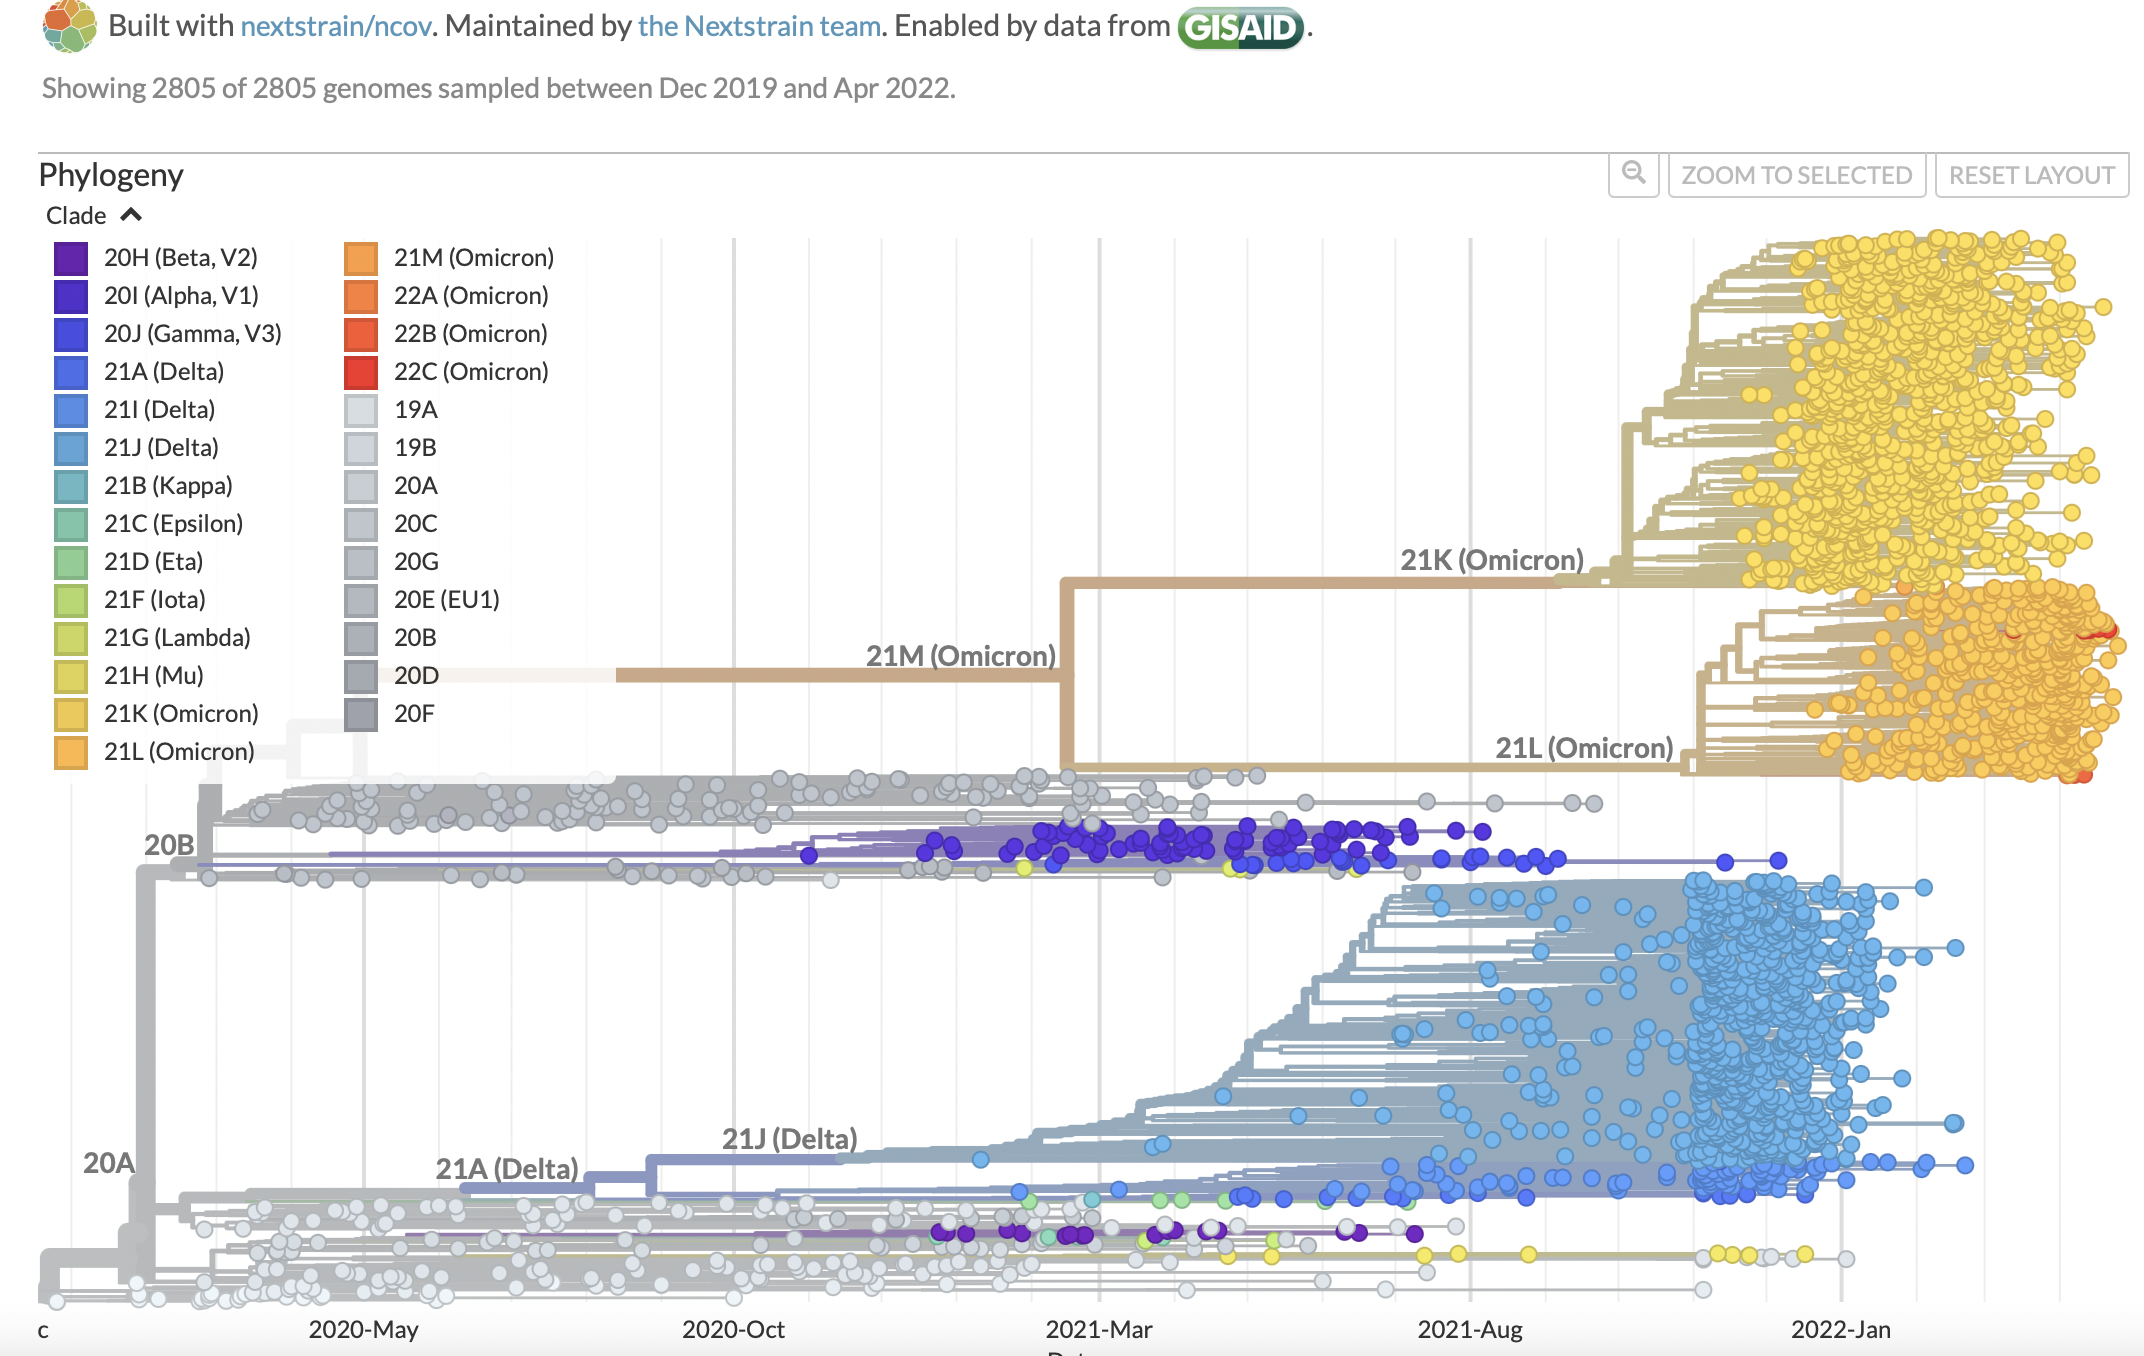 Built with nextstrain/ncov. Maintained by the Nextstrain team. Enabled by data from GISAID.
Showing 2805 of 2805 genomes sampled between Dec 2019 and Apr 2022.
Phylogeny
ZOOM TO SELECTED
RESET LAYOUT
Clade
20H (Beta, V2)
20I (Alpha, V1)
20J (Gamma, V3)
21A (Delta)
21I (Delta)
21J (Delta)
21B (Kappa)
21C (Epsilon)
21D (Eta)
21F (Iota)
21G (Lambda)
21H (Mu)
21K (Omicron)
21L (Omicron)
21M (Omicron)
22A (Omicron)
22B (Omicron)
22C (Omicron)
19A
19B
20A
20C
20G
20E (EU1)
20B
20D
20F
21K (Omicron)
21M (Omicron)
21L (Omicron)
20B
21J (Delta)
20A
21A (Delta)
c
2020-May
2020-Oct
2021-Mar
2021-Aug
2022-Jan